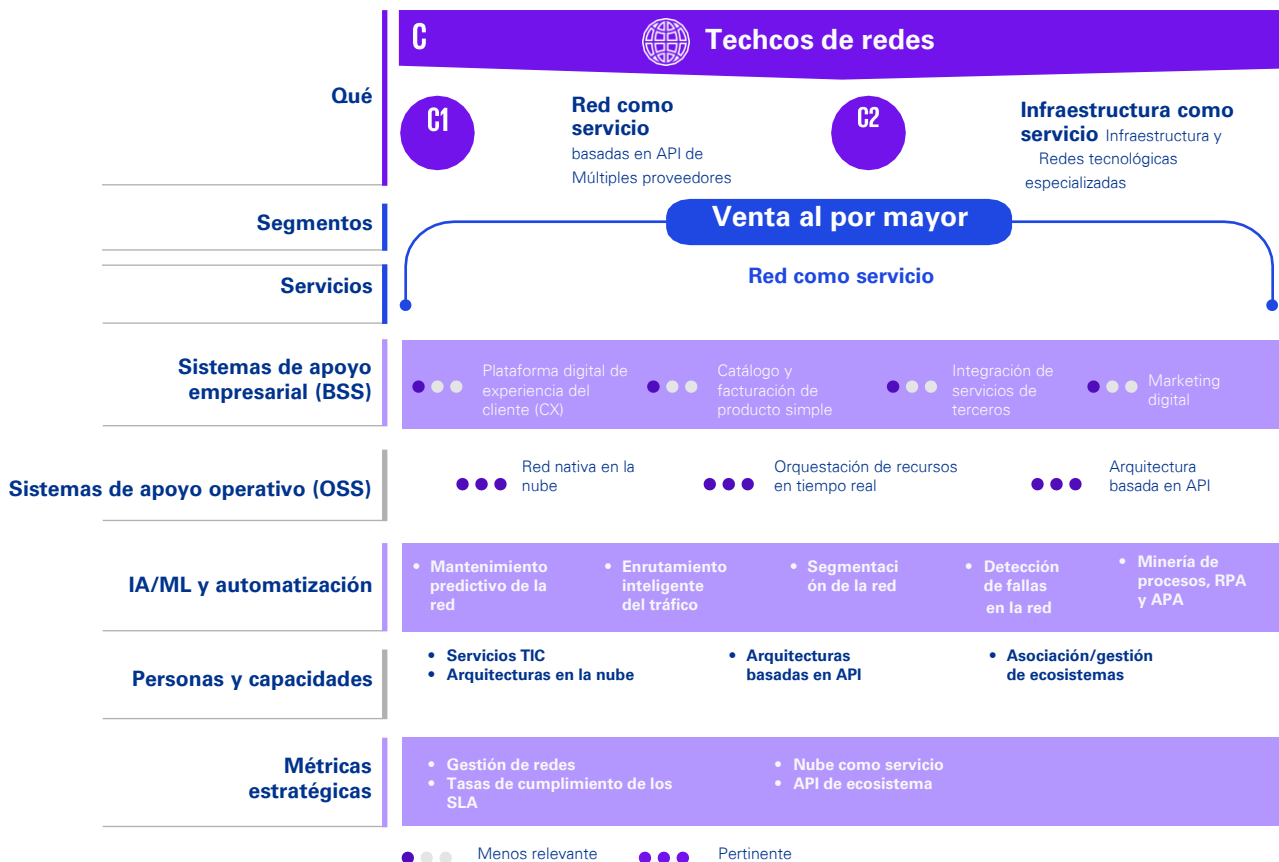 C
Techcos de redes
Qué
C1
Red como
servicio
basadas en API de
Múltiples proveedores
C2
Infraestructura como
servicio Infraestructura y
Redes tecnológicas
especializadas
Segmentos
Venta al por mayor
Servicios
Red como servicio
Sistemas de apoyo
empresarial (BSS)
Plataforma digital de
experiencia del
cliente (CX)
Catálogo y
facturación de
producto simple
Integración de
servicios de
terceros
Marketing
digital
Sistemas de apoyo operativo (OSS)
Red nativa en la
nube
Orquestación de recursos
en tiempo real
Arquitectura
basada en API
IA/ML y automatización
• Mantenimiento
predictivo de la
red
• Enrutamiento
inteligente
del tráfico
• Segmentaci
ón de la red
• Detección
de fallas
en la red
• Minería de
procesos, RPA
y APA
Personas y capacidades
• Servicios TIC
• Arquitecturas en la nube
• Arquitecturas
basadas en API
• Asociación/gestión
de ecosistemas
Métricas
estratégicas
• Gestión de redes
• Tasas de cumplimiento de los
SLA
• Nube como servicio
• API de ecosistema
Menos relevante
Pertinente